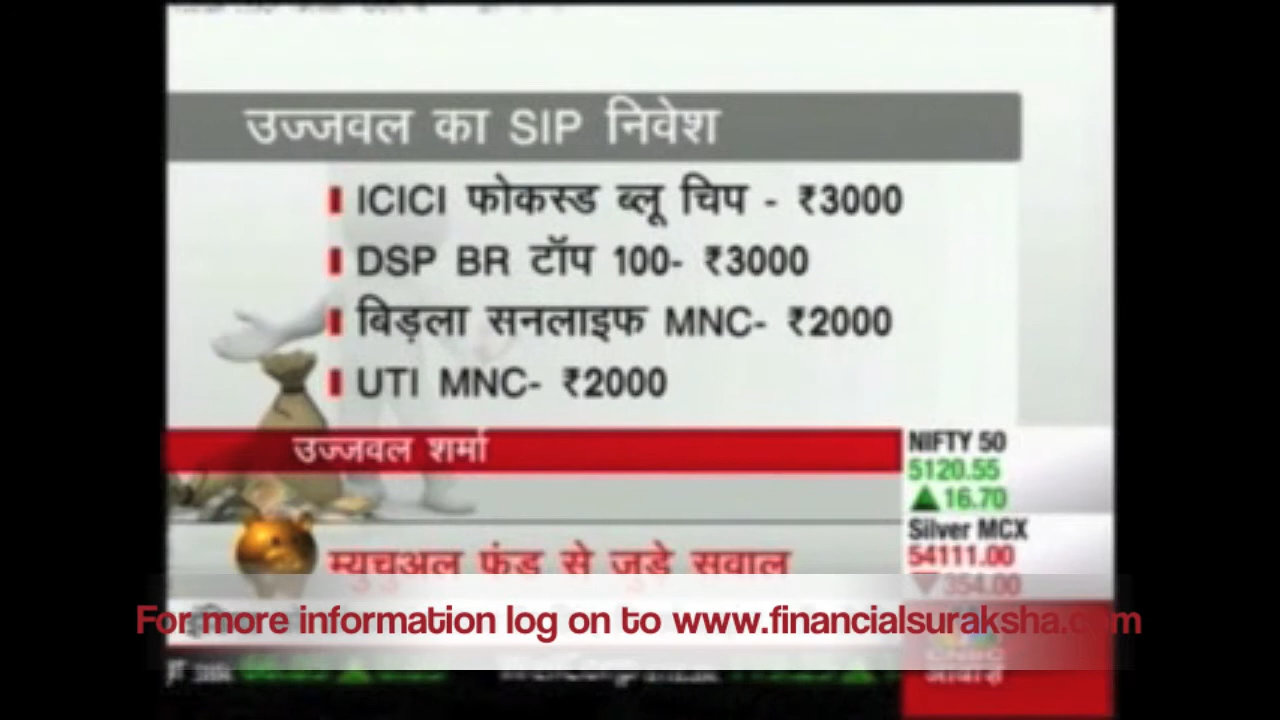 उज्जवल का SIP निवेश
ICICI फोकस्ड ब्लू चिप - ₹3000
DSP BR टॉप 100- ₹3000
बिड़ला सनलाइफ MNC- ₹2000
UTI MNC- ₹2000
उज्जवल शर्मा
NIFTY 50
5120.55
▲16.70
Silver MCX
54111.00
▼354.00
म्युचुअल फंड से जुड़े सवाल
For more information log on to www.financialsuraksha.com
आवाज़